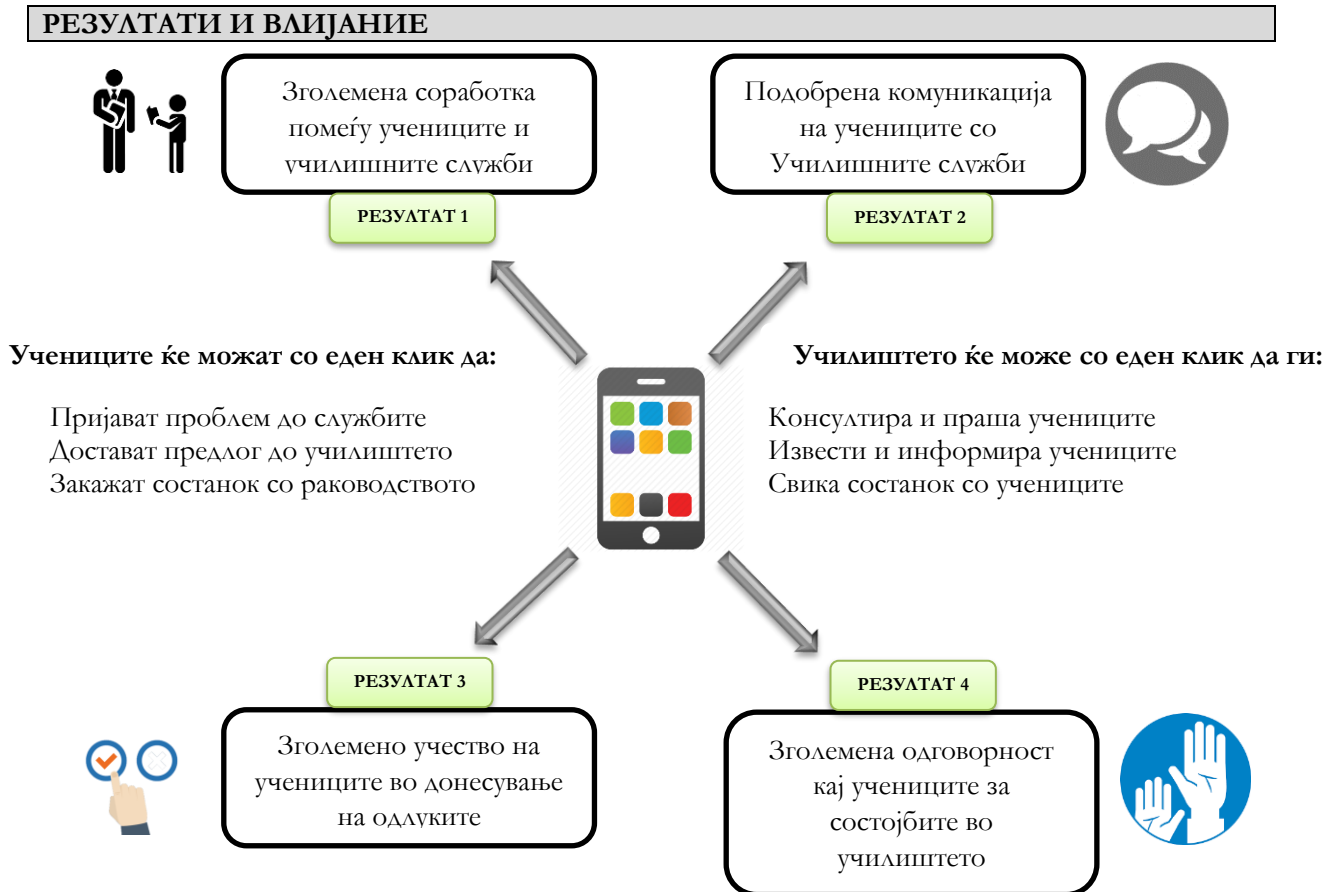 РЕЗУЛТАТИ И ВЛИЈАНИЕ
Зголемена соработка
помеѓу учениците и
училишните служби
РЕЗУЛТАТ 1
Подобрена комуникација
на учениците со
Училишните служби
РЕЗУЛТАТ 2
Учениците ќе можат со еден клик да:
Пријават проблем до службите
Достават предлог до училиштето
Закажат состанок со раководството
Училиштето ќе може со еден клик да ги:
Консултира и праша учениците
Извести и информира учениците
Свика состанок со учениците
РЕЗУЛТАТ 3
Зголемено учество на
учениците во донесување
на одлуките
РЕЗУЛТАТ 4
Зголемена одговорност
кај учениците за
состојбите во
училиштето